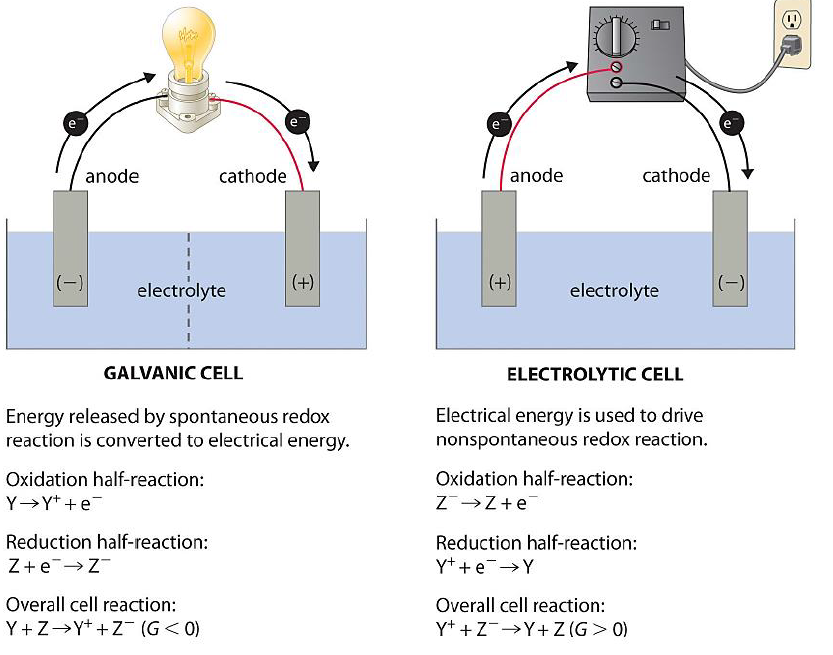 e⁻
e⁻
anode
cathode
(−)
electrolyte
(+)
GALVANIC CELL
Energy released by spontaneous redox
reaction is converted to electrical energy.
Oxidation half-reaction:
Y→Y⁺ + e⁻
Reduction half-reaction:
Z + e⁻→Z⁻
Overall cell reaction:
Y + Z→Y⁺ + Z⁻ (G < 0)
e⁻
e⁻
anode
cathode
(+)
electrolyte
(−)
ELECTROLYTIC CELL
Electrical energy is used to drive
nonspontaneous redox reaction.
Oxidation half-reaction:
Z⁻→Z + e⁻
Reduction half-reaction:
Y⁺ + e⁻→Y
Overall cell reaction:
Y⁺ + Z⁻→Y + Z (G > 0)